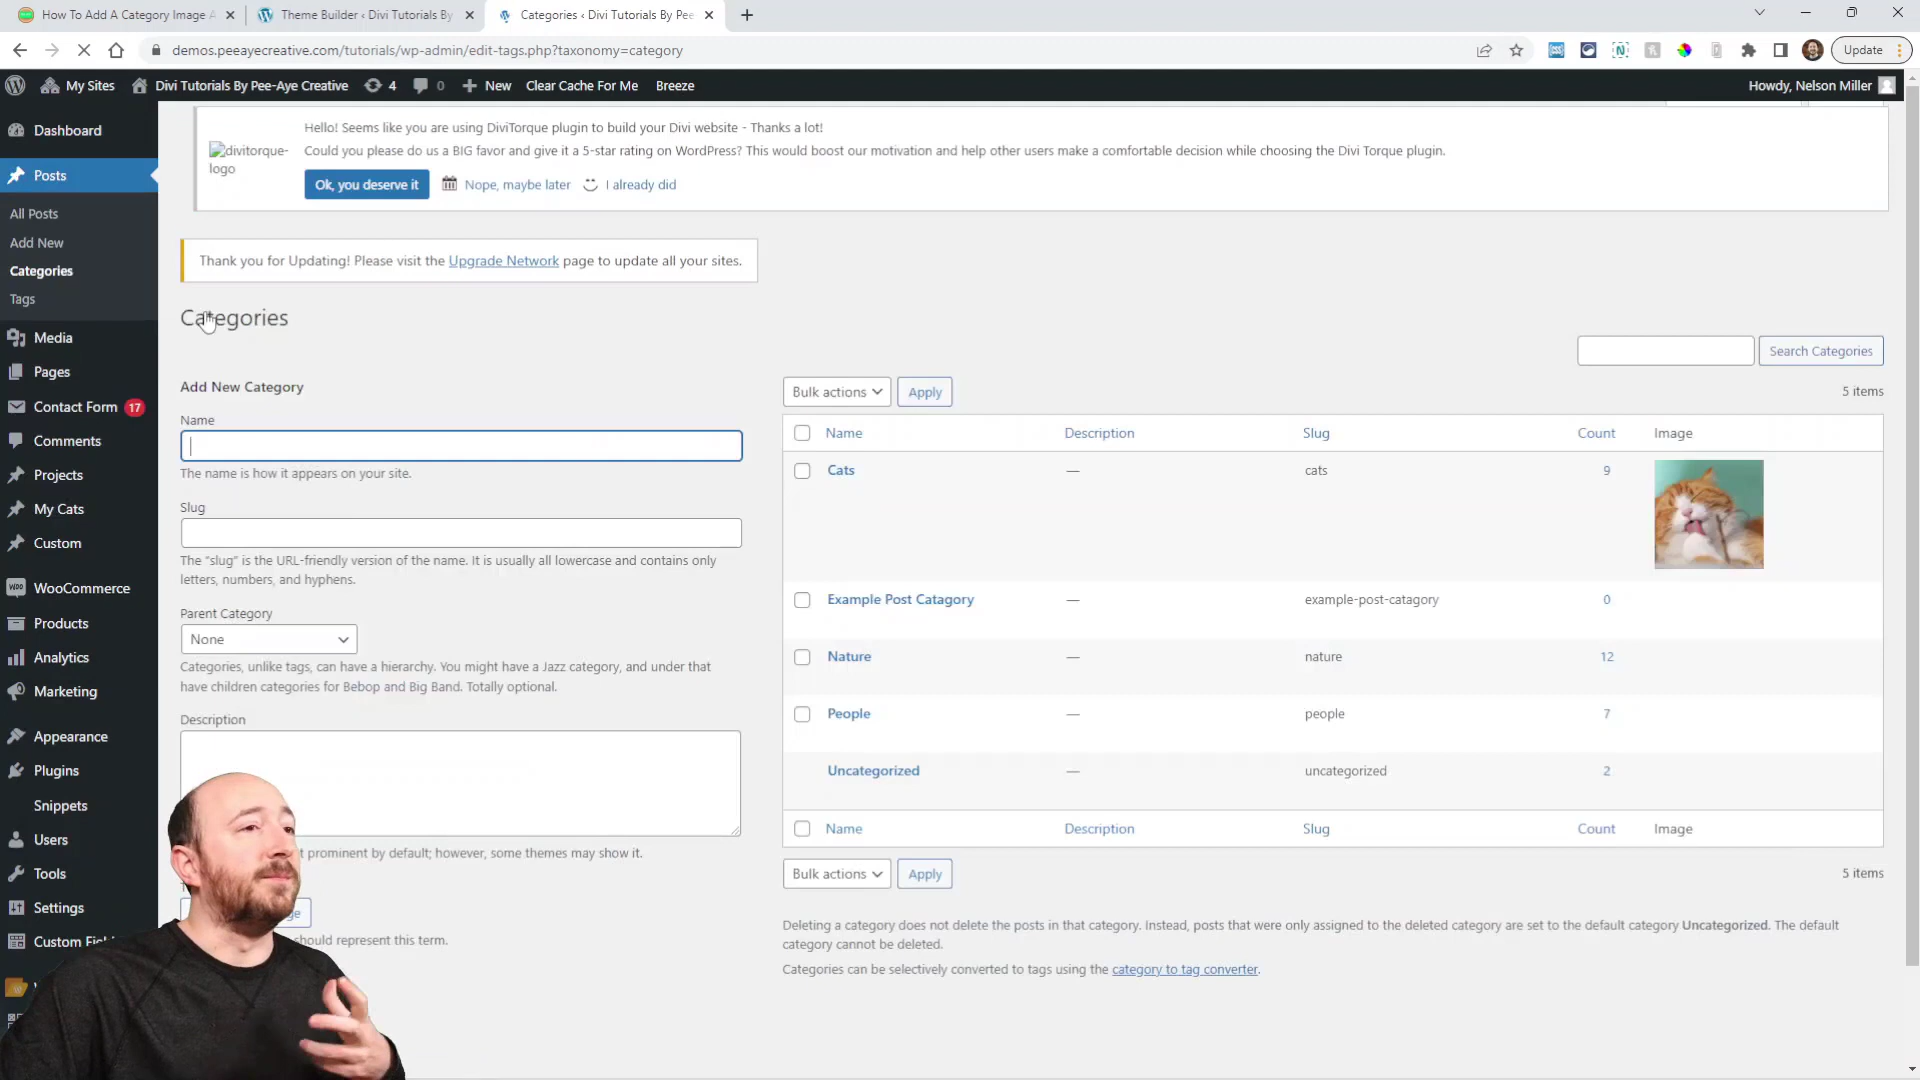 How To Add A Category Image A
Theme Builder ‹ Divi Tutorials By
Categories ‹ Divi Tutorials By Pee
demos.peeayecreative.com/tutorials/wp-admin/edit-tags.php?taxonomy=category
Update
My Sites
Divi Tutorials By Pee-Aye Creative
4
0
New
Clear Cache For Me
Breeze
Howdy, Nelson Miller
Dashboard
Posts
All Posts
Add New
Categories
Tags
Media
Pages
Contact Form 17
Comments
Projects
My Cats
Custom
WooCommerce
Products
Analytics
Marketing
Appearance
Plugins
Snippets
Users
Tools
Settings
Custom Fi
divitorque-logo
Hello! Seems like you are using DiviTorque plugin to build your Divi website - Thanks a lot!
Could you please do us a BIG favor and give it a 5-star rating on WordPress? This would boost our motivation and help other users make a comfortable decision while choosing the Divi Torque plugin.
Ok, you deserve it
Nope, maybe later
I already did
Thank you for Updating! Please visit the Upgrade Network page to update all your sites.
Categories
Search Categories
Add New Category
Name
The name is how it appears on your site.
Slug
The “slug” is the URL-friendly version of the name. It is usually all lowercase and contains only
letters, numbers, and hyphens.
Parent Category
None
Categories, unlike tags, can have a hierarchy. You might have a Jazz category, and under that
have children categories for Bebop and Big Band. Totally optional.
Description
t prominent by default; however, some themes may show it.
ge
should represent this term.
Bulk actions
Apply
5 items
Name Description Slug Count Image
Cats — cats 9
Example Post Catagory — example-post-catagory 0
Nature — nature 12
People — people 7
Uncategorized — uncategorized 2
Name Description Slug Count Image
Bulk actions
Apply
5 items
Deleting a category does not delete the posts in that category. Instead, posts that were only assigned to the deleted category are set to the default category Uncategorized. The default
category cannot be deleted.
Categories can be selectively converted to tags using the category to tag converter.